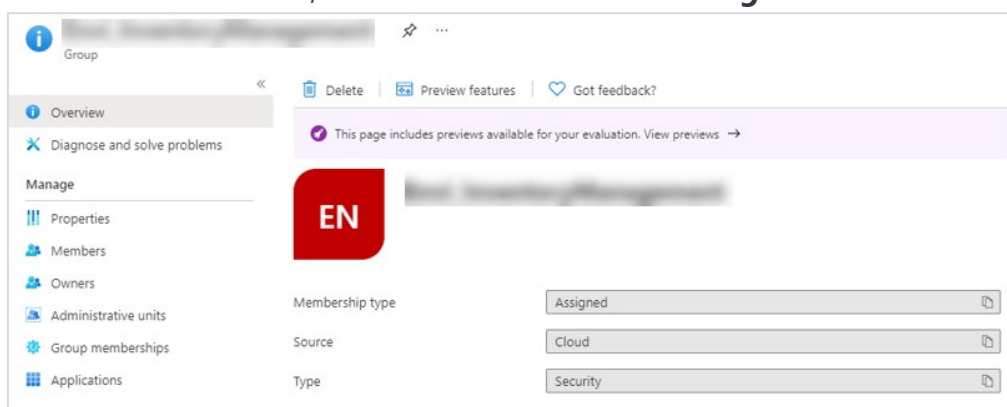 Group
Delete
Preview features
Got feedback?
Overview
This page includes previews available for your evaluation. View previews →
Diagnose and solve problems
Manage
EN
Properties
Members
Owners
Membership type Assigned
Administrative units
Source Cloud
Group memberships
Applications
Type Security